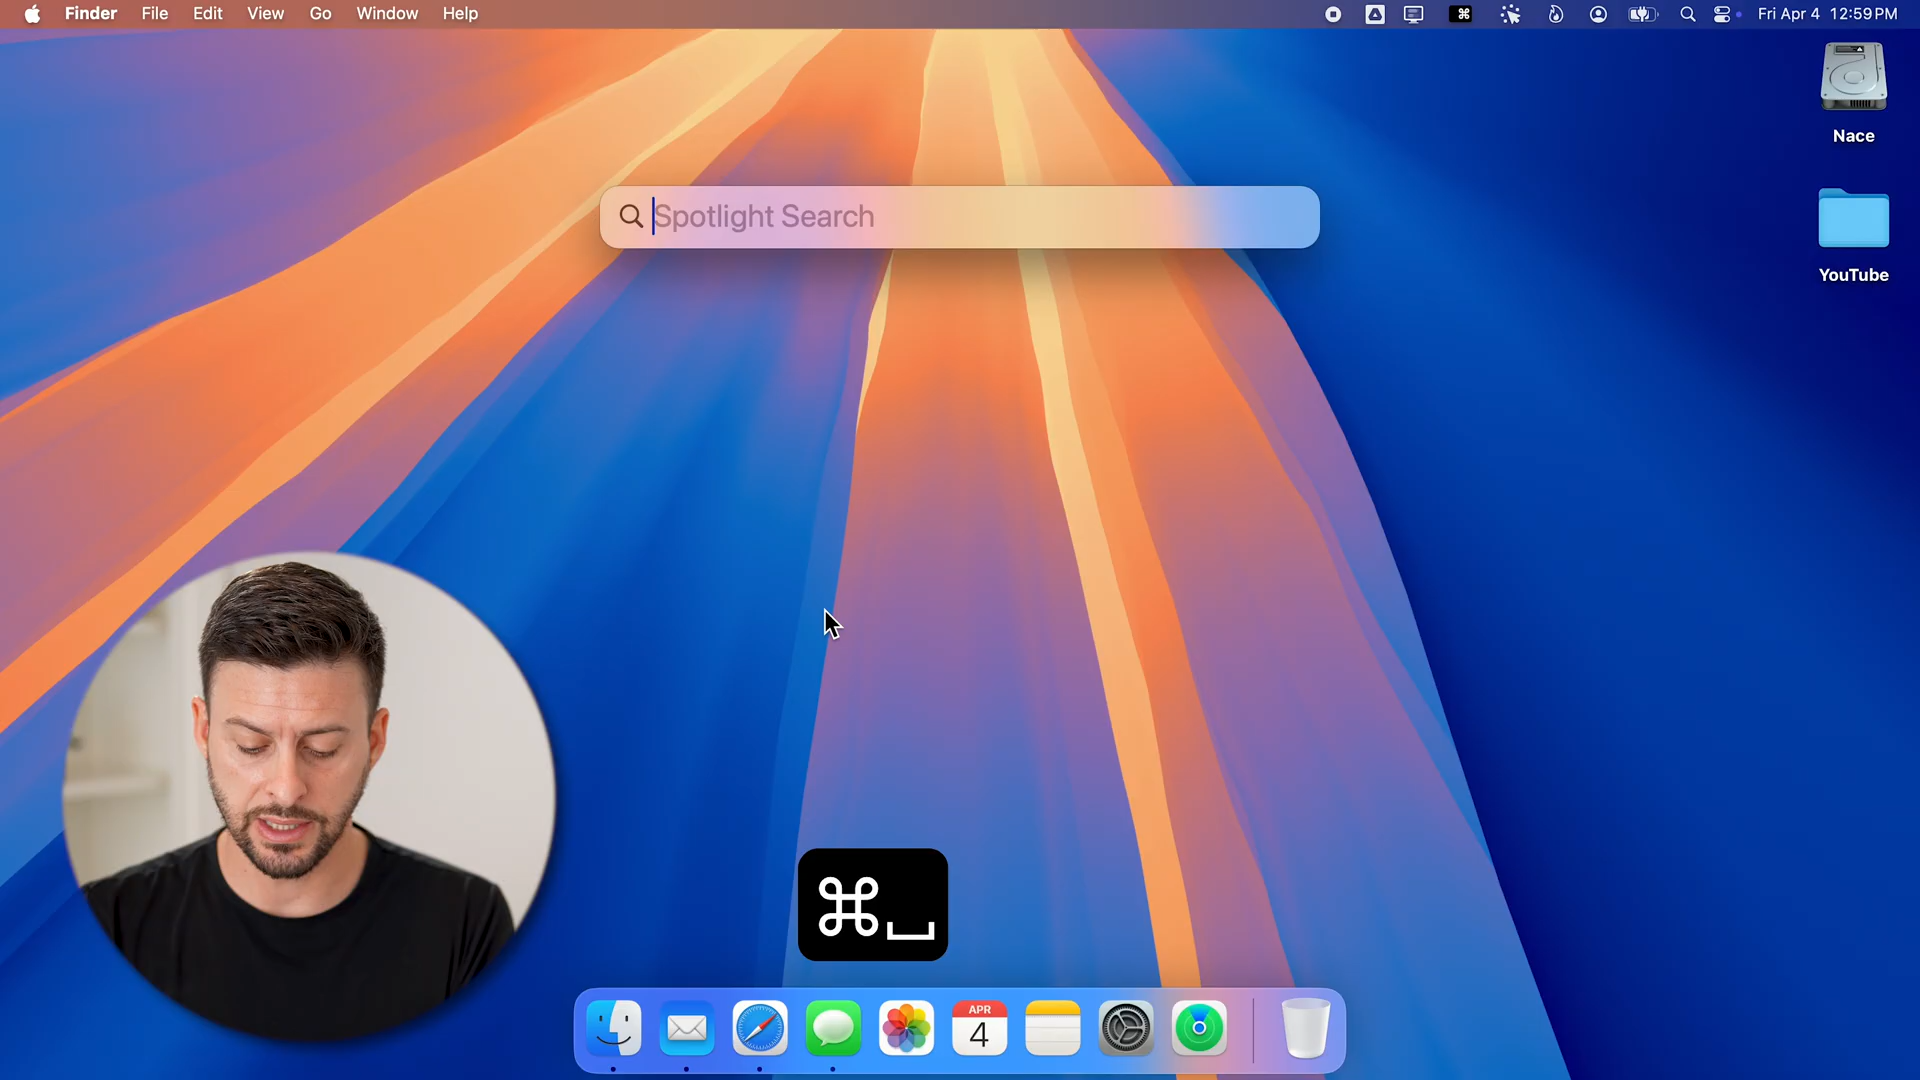 Finder File Edit View Go Window Help
Fri Apr 4 12:59 PM
Nace
Spotlight Search
YouTube
APR
4